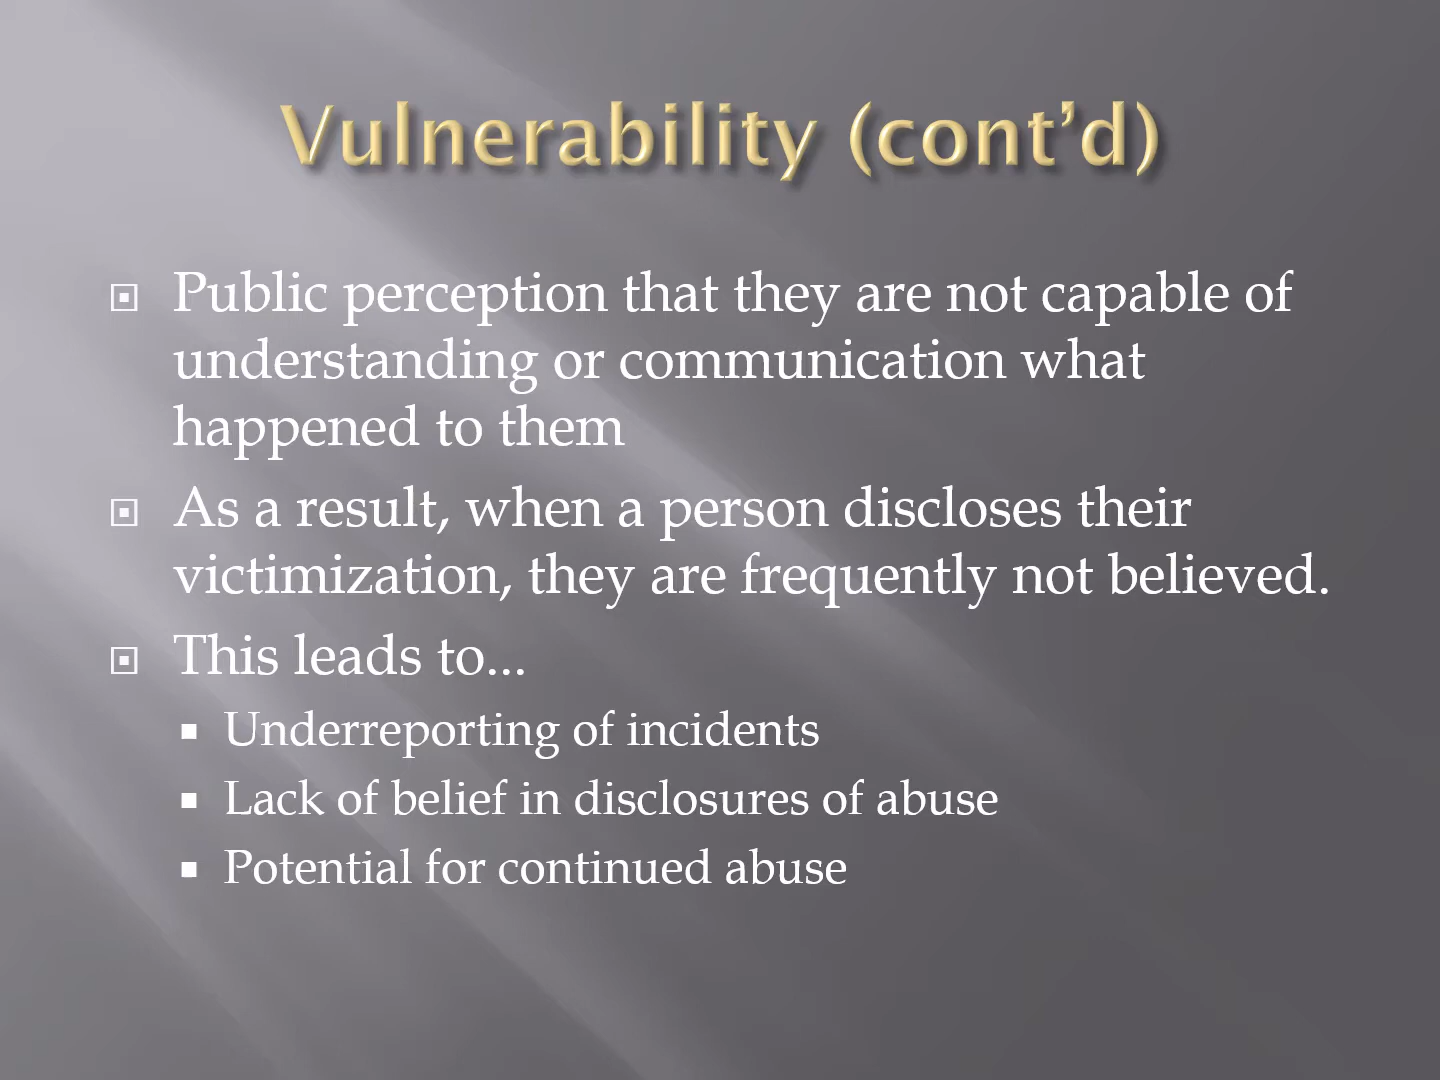 Vulnerability (cont’d)
Public perception that they are not capable of
understanding or communication what
happened to them
As a result, when a person discloses their
victimization, they are frequently not believed.
This leads to...
Underreporting of incidents
Lack of belief in disclosures of abuse
Potential for continued abuse